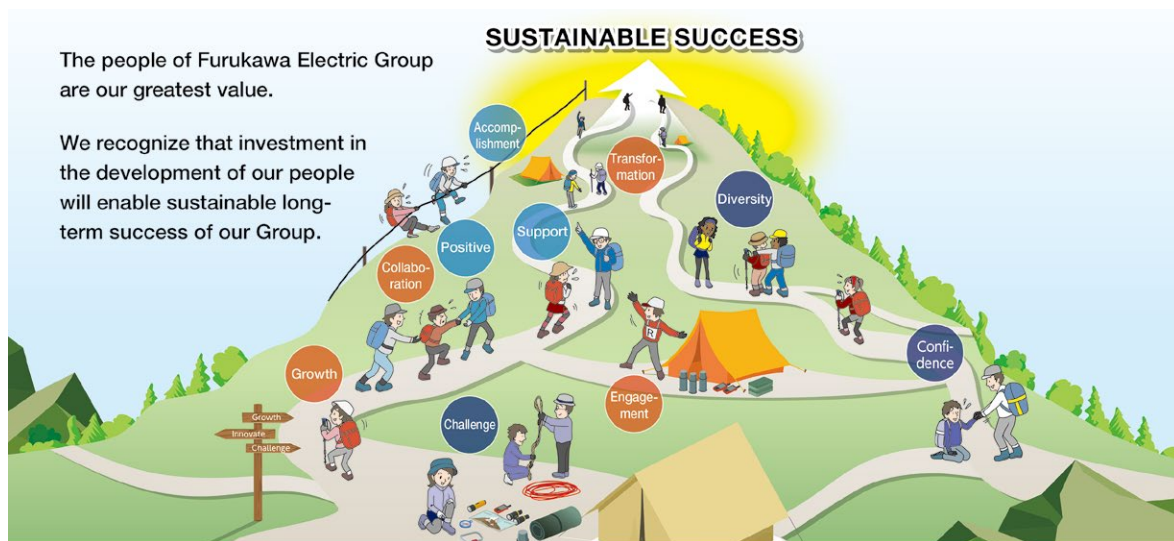 SUSTAINABLE SUCCESS
The people of Furukawa Electric Group
are our greatest value.
We recognize that investment in
the development of our people
will enable sustainable long-
term success of our Group.
Accomp-
lishment
Transfor-
mation
Diversity
Support
Positive
Collabo-
ration
Confi-
dence
Growth
Engage-
ment
Challenge
R
Growth
Innovate
Challenge